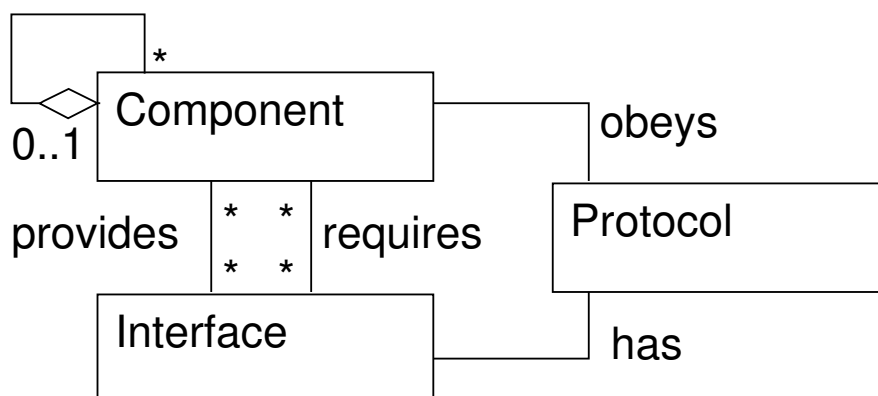 *
Component
0..1
obeys
provides
* *
requires
Protocol
* *
Interface
has